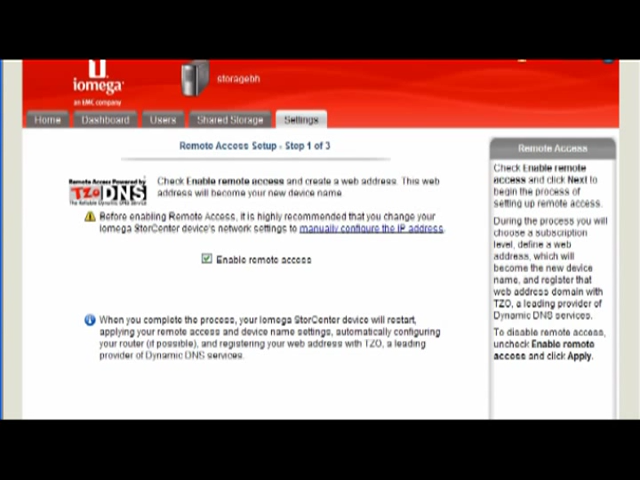 iomega
an EMC company
storagebh
Home
Dashboard
Users
Shared Storage
Settings
Remote Access Setup - Step 1 of 3
Remote Access Powered by
TZO DNS
The Reliable Dynamic DNS Service
Check Enable remote access and create a web address. This web
address will become your new device name.
Before enabling Remote Access, it is highly recommended that you change your
Iomega StorCenter device's network settings to manually configure the IP address.
Enable remote access
When you complete the process, your Iomega StorCenter device will restart,
applying your remote access and device name settings, automatically configuring
your router (if possible), and registering your web address with TZO, a leading
provider of Dynamic DNS services.
Remote Access
Check Enable remote
access and click Next to
begin the process of
setting up remote access.
During the process you will
choose a subscription
level, define a web
address, which will
become the new device
name, and register that
web address domain with
TZO, a leading provider of
Dynamic DNS services.
To disable remote access,
uncheck Enable remote
access and click Apply.